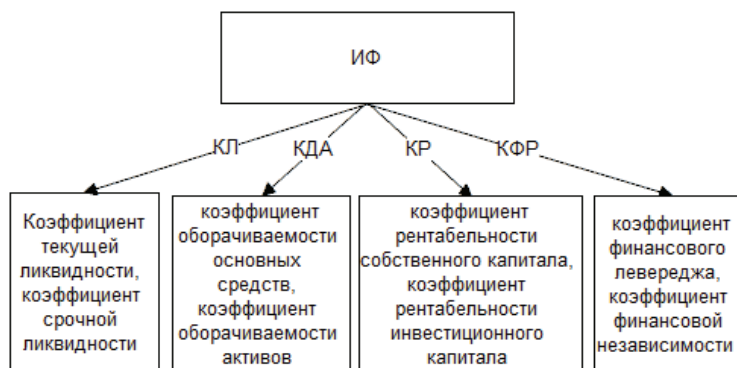 ИФ
КЛ
КДА
КР
КФР
Коэффициент
текущей
ликвидности,
коэффициент
срочной
ликвидности
коэффициент
оборачиваемости
основных
средств,
коэффициент
оборачиваемости
активов
коэффициент
рентабельности
собственного капитала,
коэффициент
рентабельности
инвестиционного
капитала
коэффициент
финансового
левереджа,
коэффициент
финансовой
независимости